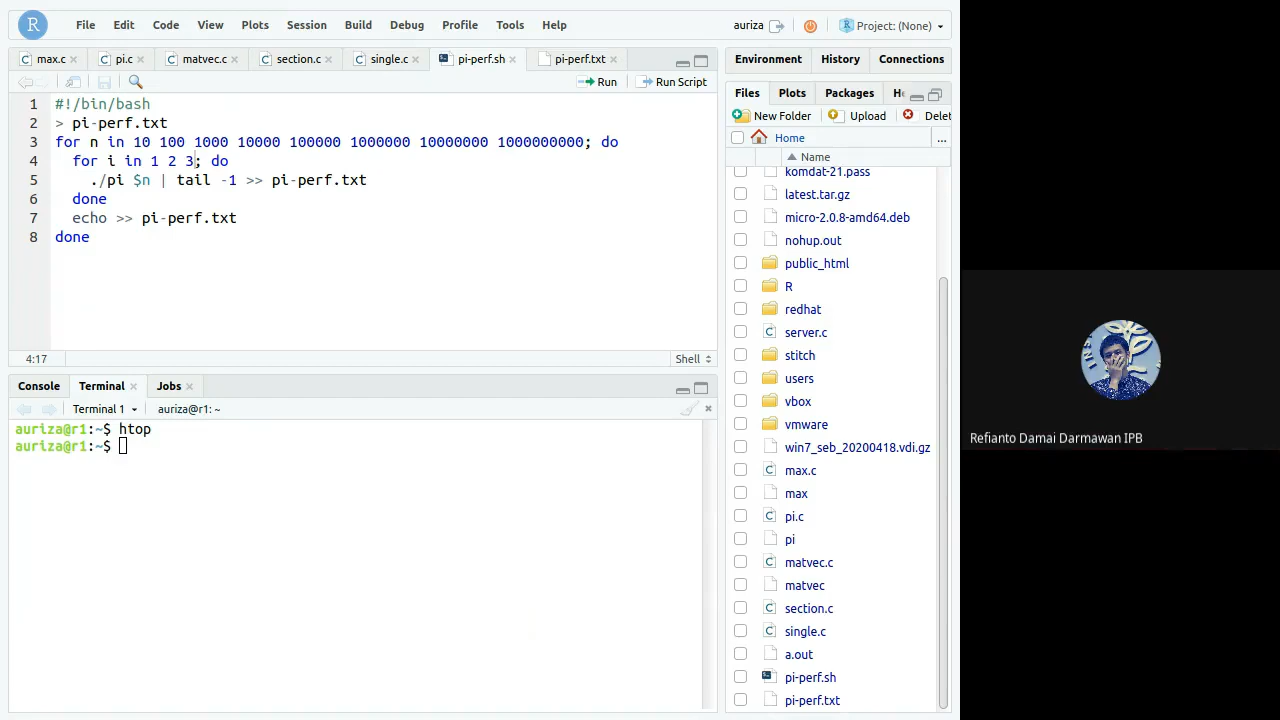 R File Edit Code View Plots Session Build Debug Profile Tools Help auriza Project: (None)
max.c pi.c matvec.c section.c single.c pi-perf.sh pi-perf.txt
Run Run Script
1 #!/bin/bash
2 > pi-perf.txt
3 for n in 10 100 1000 10000 100000 1000000 10000000 1000000000; do
4 for i in 1 2 3; do
5 ./pi $n | tail -1 >> pi-perf.txt
6 done
7 echo >> pi-perf.txt
8 done
4:17 Shell
Console Terminal Jobs
Terminal 1 auriza@r1: ~
auriza@r1:~$ htop
auriza@r1:~$
Environment History Connections
Files Plots Packages He
New Folder Upload Delet
Home ...
Name
komdat-21.pass
latest.tar.gz
micro-2.0.8-amd64.deb
nohup.out
public_html
R
redhat
server.c
stitch
users
vbox
vmware
win7_seb_20200418.vdi.gz
max.c
max
pi.c
pi
matvec.c
matvec
section.c
single.c
a.out
pi-perf.sh
pi-perf.txt
Refianto Damai Darmawan IPB